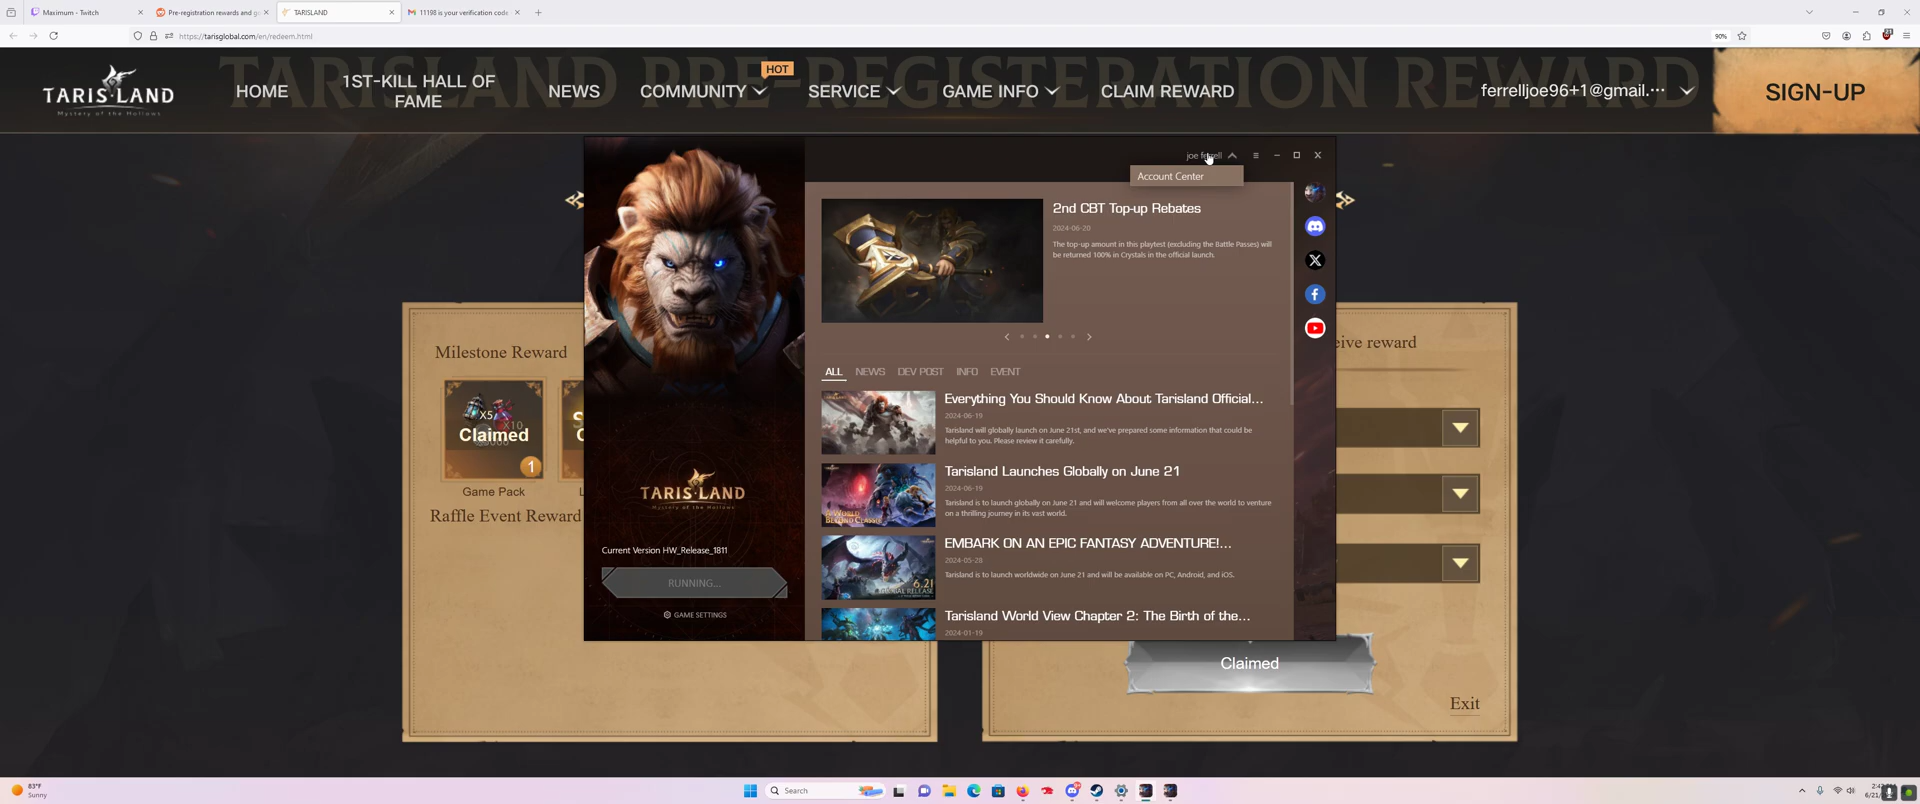 Maximum - Twitch
Pre-registration rewards and g
TARISLAND
11198 is your verification code
https://tarisglobal.com/en/redeem.html
90%
TARISLAND PRE-REGISTERATION REWARD
TARISLAND
Mystery of the Hollows
HOME
1ST-KILL HALL OF
FAME
NEWS
HOT
COMMUNITY
SERVICE
GAME INFO
CLAIM REWARD
ferrelljoe96+1@gmail.···
SIGN-UP
joe ferrell
Account Center
2nd CBT Top-up Rebates
2024-06-20
The top-up amount in this playtest (excluding the Battle Passes) will
be returned 100% in Crystals in the official launch.
ALL NEWS DEV POST INFO EVENT
Everything You Should Know About Tarisland Official...
2024-06-19
Tarisland will globally launch on June 21st, and we've prepared some information that could be
helpful to you. Please review it carefully.
Tarisland Launches Globally on June 21
2024-06-19
Tarisland is to launch globally on June 21 and will welcome players from all over the world to venture
on a thrilling journey in its vast world.
EMBARK ON AN EPIC FANTASY ADVENTURE!...
2024-05-28
Tarisland is to launch worldwide on June 21 and will be available on PC, Android, and iOS.
6.21
Tarisland World View Chapter 2: The Birth of the...
2024-01-19
TARISLAND
Mystery of the Hollows
Current Version HW_Release_1811
RUNNING...
GAME SETTINGS
Milestone Reward
X5
X10
Claimed
1
Game Pack
Raffle Event Reward
eive reward
Claimed
Exit
83°F
Sunny
Search
6/21/